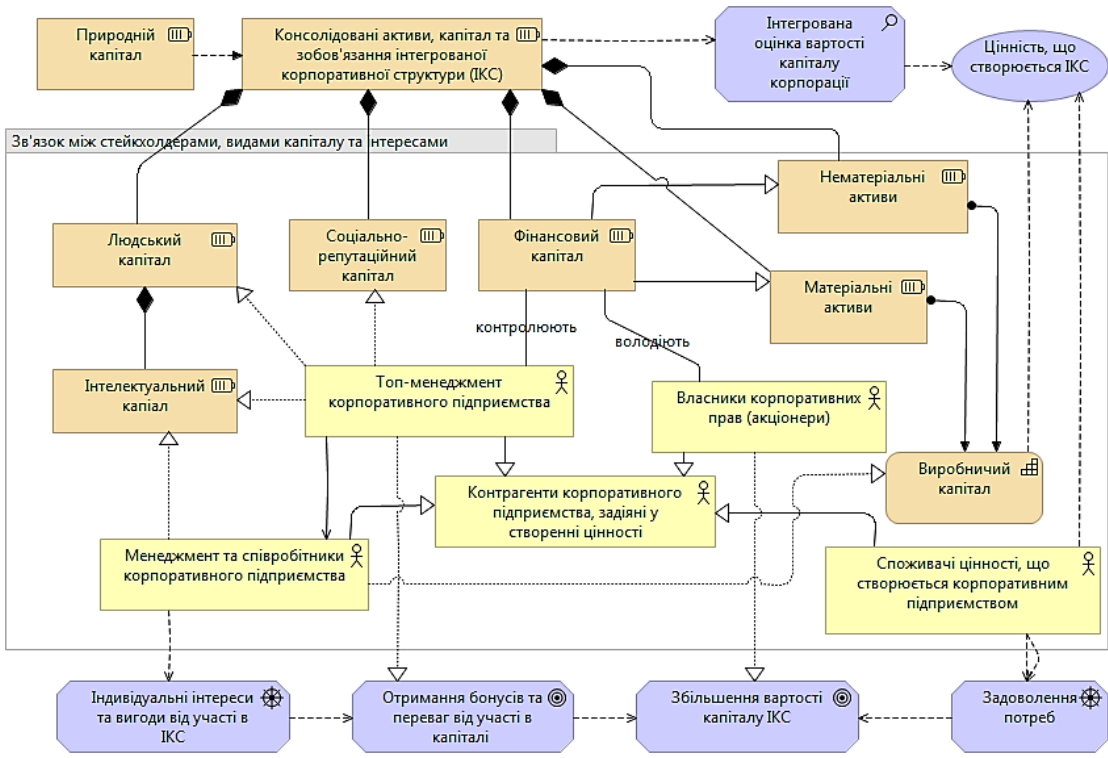 Природній
капітал
Консолідовані активи, капітал та
зобов'язання інтегрованої
корпоративної структури (ІКС)
Інтегрована
оцінка вартості
капіталу
корпорації
Цінність, що
створюється ІКС
Зв'язок між стейкхолдерами, видами капіталу та інтересами
Нематеріальні
активи
Людський
капітал
Соціально-
репутаційний
капітал
Фінансовий
капітал
Матеріальні
активи
контролюють
володіють
Інтелектуальний
капіал
Топ-менеджмент
корпоративного підприємства
Власники корпоративних
прав (акціонери)
Виробничий
капітал
Контрагенти корпоративного
підприємства, задіяні у
створенні цінності
Менеджмент та співробітники
корпоративного підприємства
Споживачі цінності, що
створюється корпоративним
підприємством
Індивідуальні інтереси
та вигоди від участі в
ІКС
Отримання бонусів та
переваг від участі в
капіталі
Збільшення вартості
капіталу ІКС
Задоволення
потреб